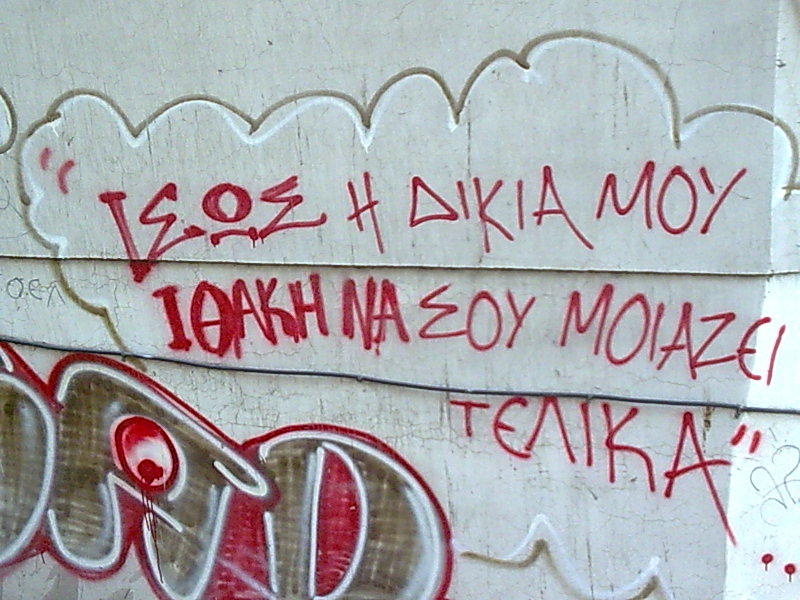 "ΙΣΩΣ Η ΔΙΚΙΑ ΜΟΥ
ΙΘΑΚΗ ΝΑ ΣΟΥ ΜΟΙΑΖΕΙ
ΤΕΛΙΚΑ"